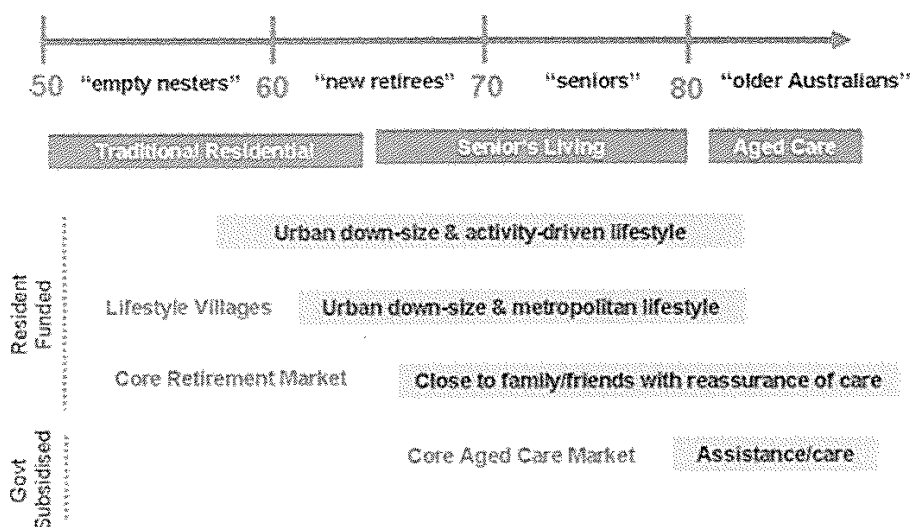 50 "empty nesters" 60 "new retirees" 70 "seniors" 80 "older Australians"
Traditional Residential Senior's Living Aged Care
Urban down-size & activity-driven lifestyle
Resident
Funded
Lifestyle Villages Urban down-size & metropolitan lifestyle
Core Retirement Market Close to family/friends with reassurance of care
Govt
Subsidised
Core Aged Care Market Assistance/care